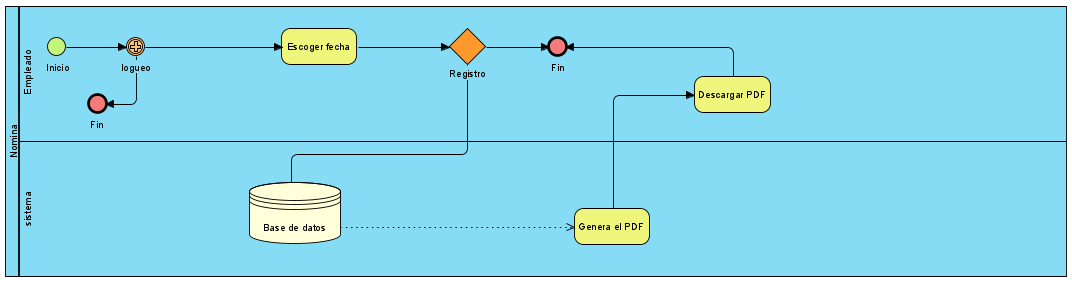 Nomina
Empleado
Inicio
logueo
Fin
Escoger fecha
Registro
Fin
Descargar PDF
sistema
Base de datos
Genera el PDF